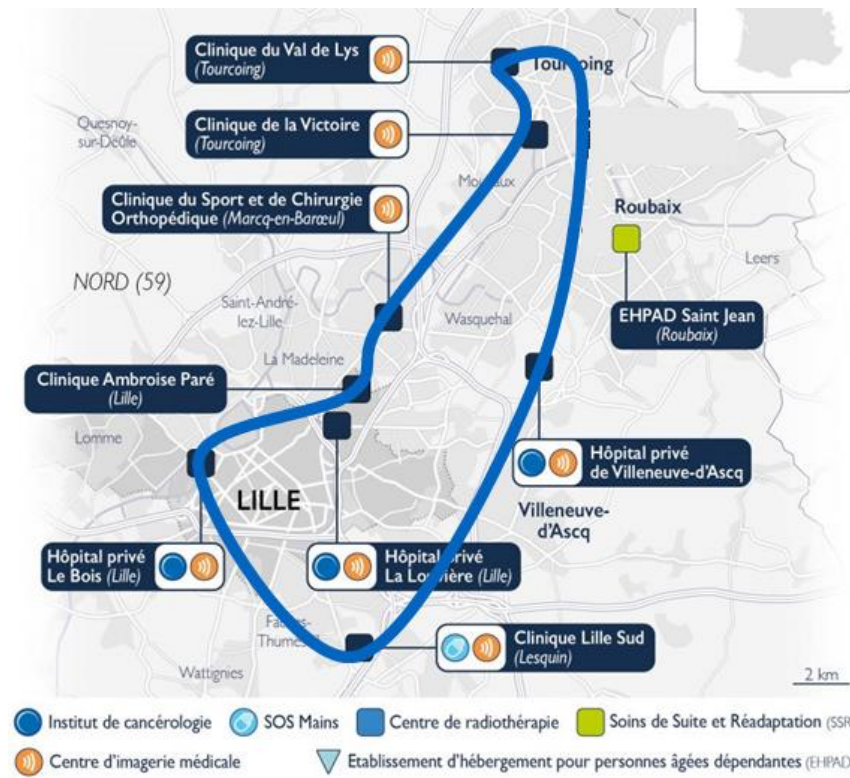 Clinique du Val de Lys
(Tourcoing)
Tourcoing
Quesnoy-
sur-Deûle
Clinique de la Victoire
(Tourcoing)
Clinique du Sport et de Chirurgie
Orthopédique (Marcq-en-Barœul)
Roubaix
Leers
NORD (59)
Saint-André-
lez-Lille
Wasquehal
EHPAD Saint Jean
(Roubaix)
La Madeleine
Clinique Ambroise Paré
(Lille)
Lomme
Hôpital privé
de Villeneuve-d'Ascq
LILLE
Villeneuve-
d'Ascq
Hôpital privé
Le Bois (Lille)
Hôpital privé
La (Lille)
Clinique Lille Sud
(Lesquin)
Wattignies
2 km
Institut de cancérologie
SOS Mains
Centre de radiothérapie
Soins de Suite et Réadaptation (SSR
Centre d'imagerie médicale
Etablissement d'hébergement pour personnes âgées dépendantes (EHPAD